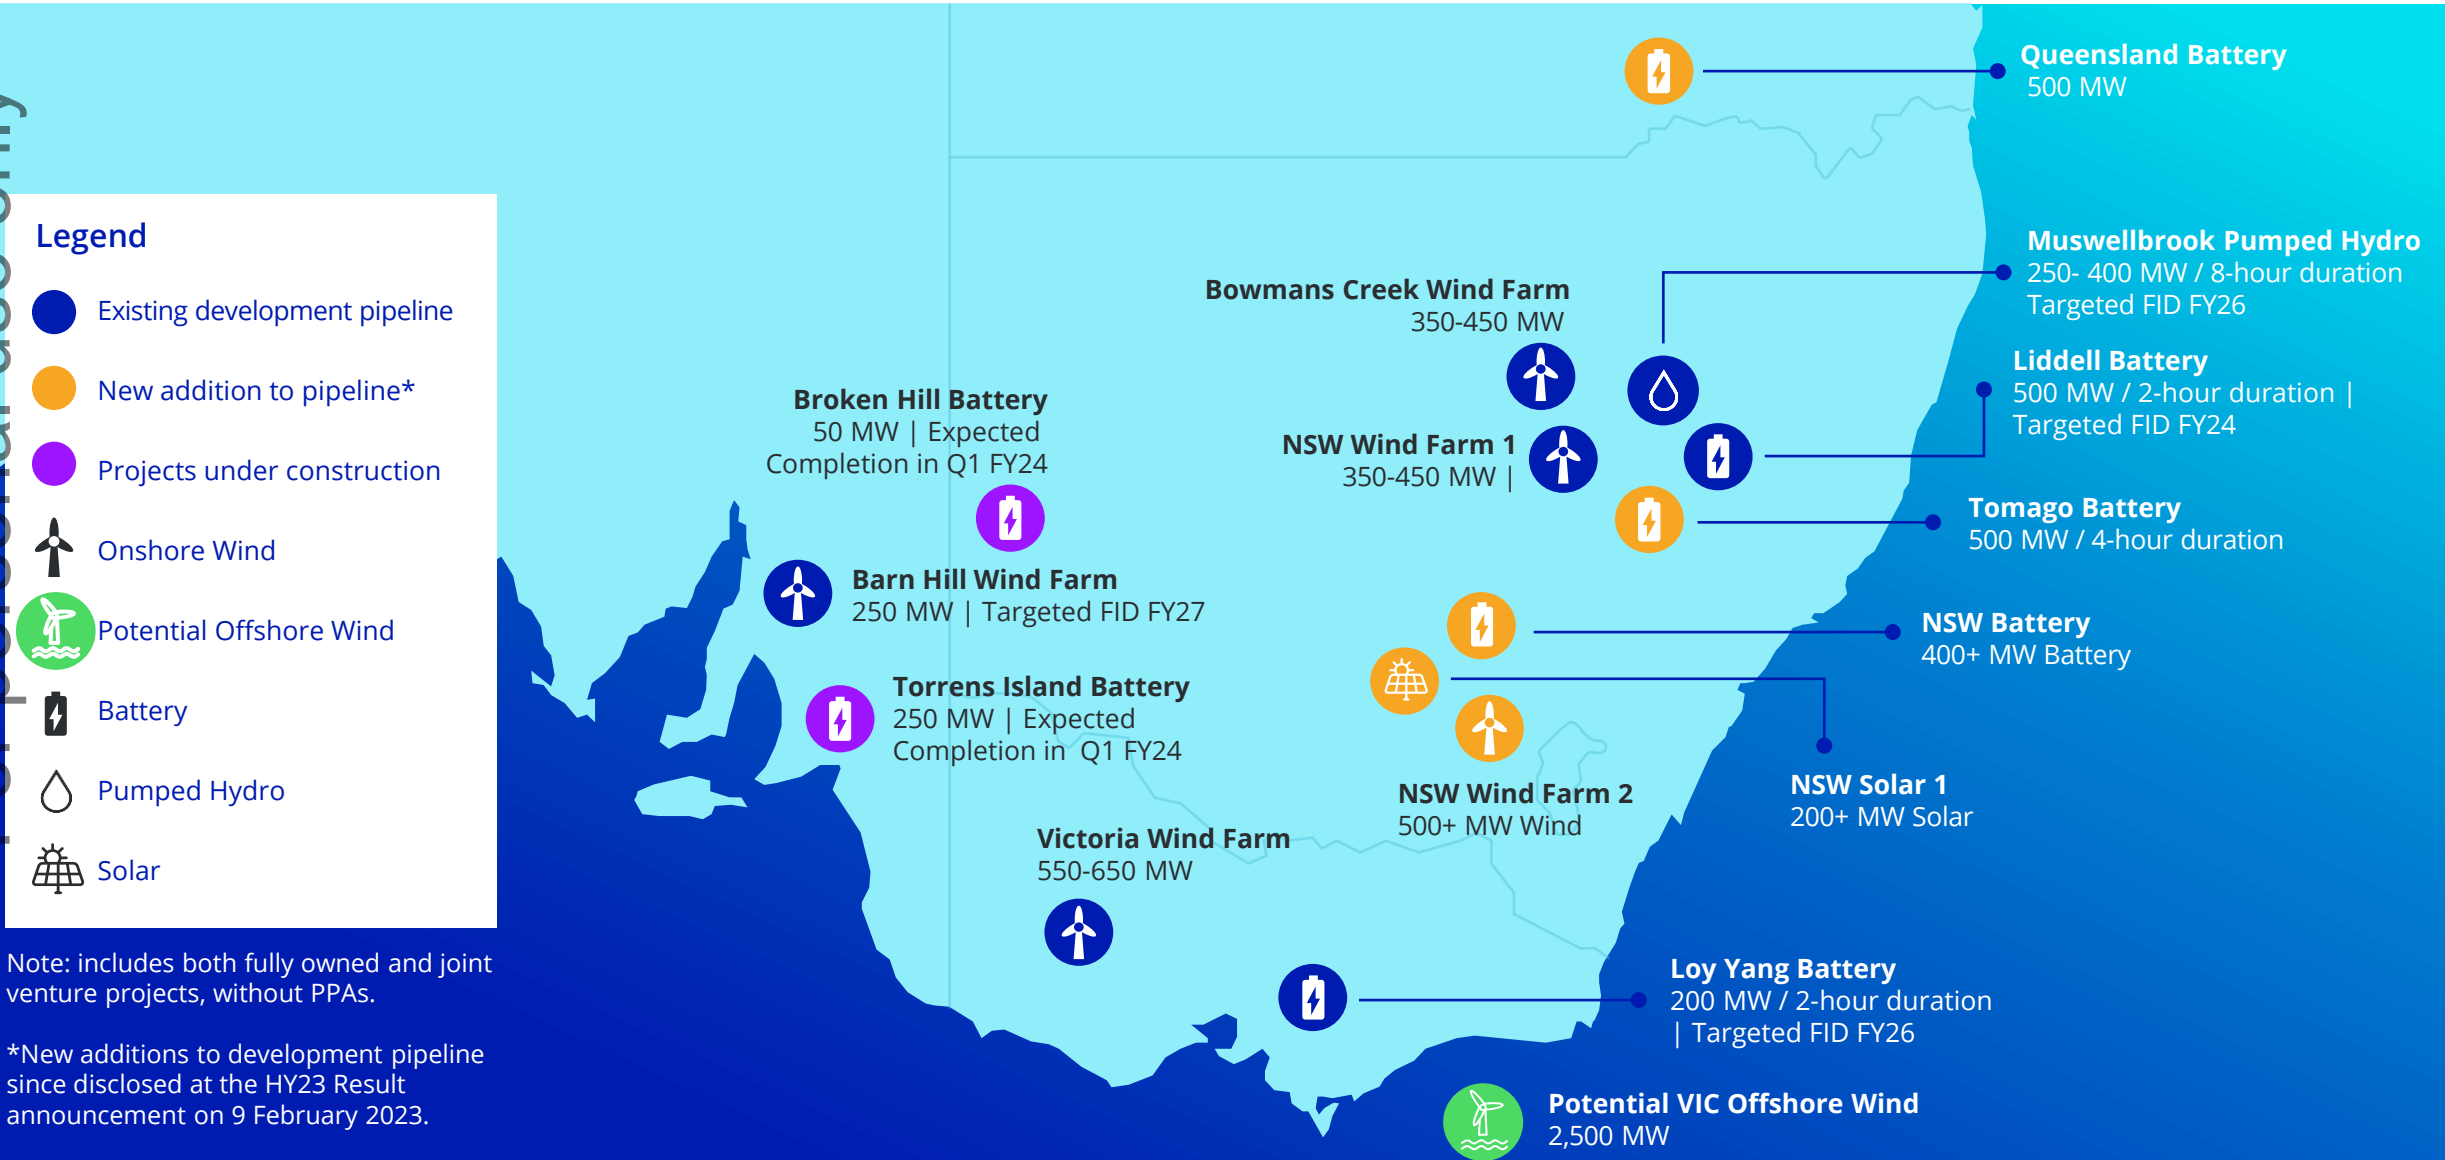 Legend
Existing development pipeline
New addition to pipeline*
Projects under construction
Onshore Wind
Potential Offshore Wind
Battery
Pumped Hydro
Solar
Note: includes both fully owned and joint
venture projects, without PPAs.
*New additions to development pipeline
since disclosed at the HY23 Result
announcement on 9 February 2023.
Queensland Battery
500 MW
Muswellbrook Pumped Hydro
250- 400 MW / 8-hour duration
Targeted FID FY26
Bowmans Creek Wind Farm
350-450 MW
Liddell Battery
500 MW / 2-hour duration |
Targeted FID FY24
Broken Hill Battery
50 MW | Expected
Completion in Q1 FY24
NSW Wind Farm 1
350-450 MW |
Tomago Battery
500 MW / 4-hour duration
Barn Hill Wind Farm
250 MW | Targeted FID FY27
NSW Battery
400+ MW Battery
Torrens Island Battery
250 MW | Expected
Completion in Q1 FY24
NSW Solar 1
200+ MW Solar
NSW Wind Farm 2
500+ MW Wind
Victoria Wind Farm
550-650 MW
Loy Yang Battery
200 MW / 2-hour duration
| Targeted FID FY26
Potential VIC Offshore Wind
2,500 MW